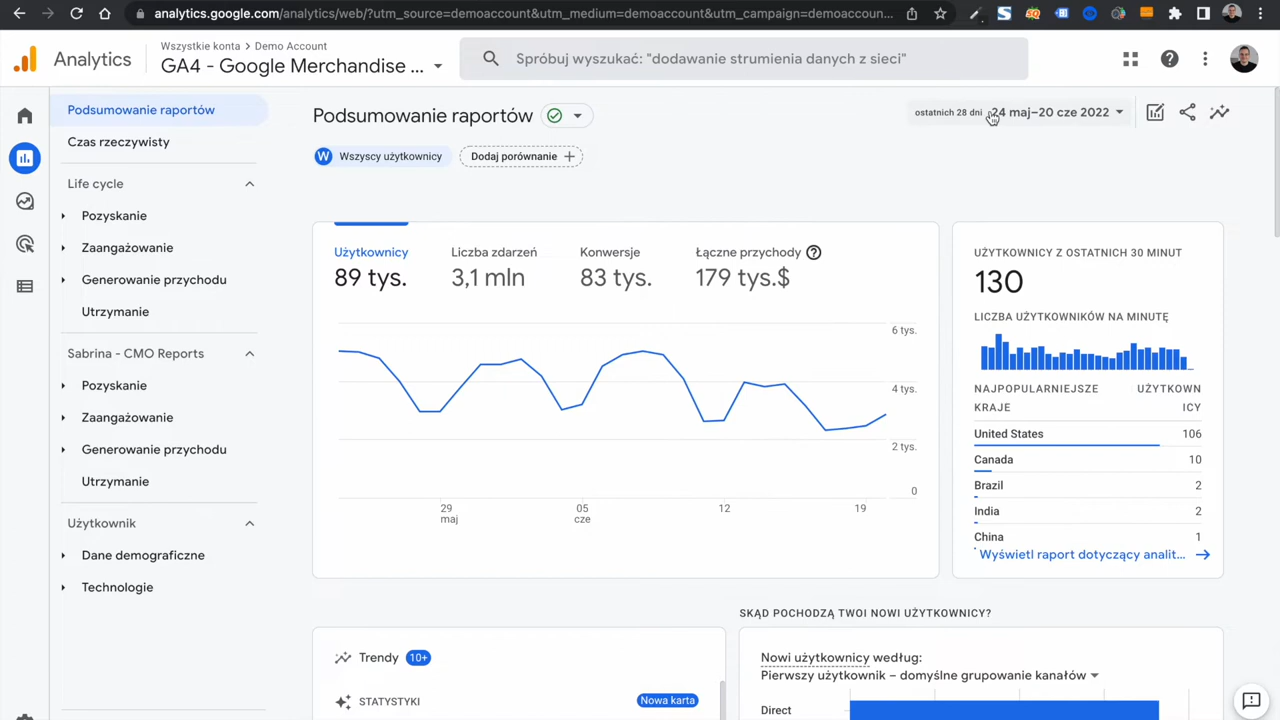 analytics.google.com/analytics/web/?utm_source=demoaccount&utm_medium=demoaccount&utm_campaign=demoaccoun...
Analytics
Wszystkie konta > Demo Account
GA4 - Google Merchandise ...
Spróbuj wyszukać: "dodawanie strumienia danych z sieci"
Podsumowanie raportów
Czas rzeczywisty
Life cycle
Pozyskanie
Zaangażowanie
Generowanie przychodu
Utrzymanie
Sabrina - CMO Reports
Pozyskanie
Zaangażowanie
Generowanie przychodu
Utrzymanie
Użytkownik
Dane demograficzne
Technologie
Podsumowanie raportów
ostatnich 28 dni 24 maj–20 cze 2022
W Wszyscy użytkownicy
Dodaj porównanie +
Użytkownicy
89 tys.
Liczba zdarzeń
3,1 mln
Konwersje
83 tys.
Łączne przychody
179 tys.$
6 tys.
4 tys.
2 tys.
0
29
maj
05
cze
12
19
UŻYTKOWNICY Z OSTATNICH 30 MINUT
130
LICZBA UŻYTKOWNIKÓW NA MINUTĘ
NAJPOPULARNIEJSZE
KRAJE
UŻYTKOWN
ICY
United States 106
Canada 10
Brazil 2
India 2
China 1
Wyświetl raport dotyczący analit...
Trendy 10+
STATYSTYKI
Nowa karta
SKĄD POCHODZĄ TWOI NOWI UŻYTKOWNICY?
Nowi użytkownicy według:
Pierwszy użytkownik – domyślne grupowanie kanałów
Direct